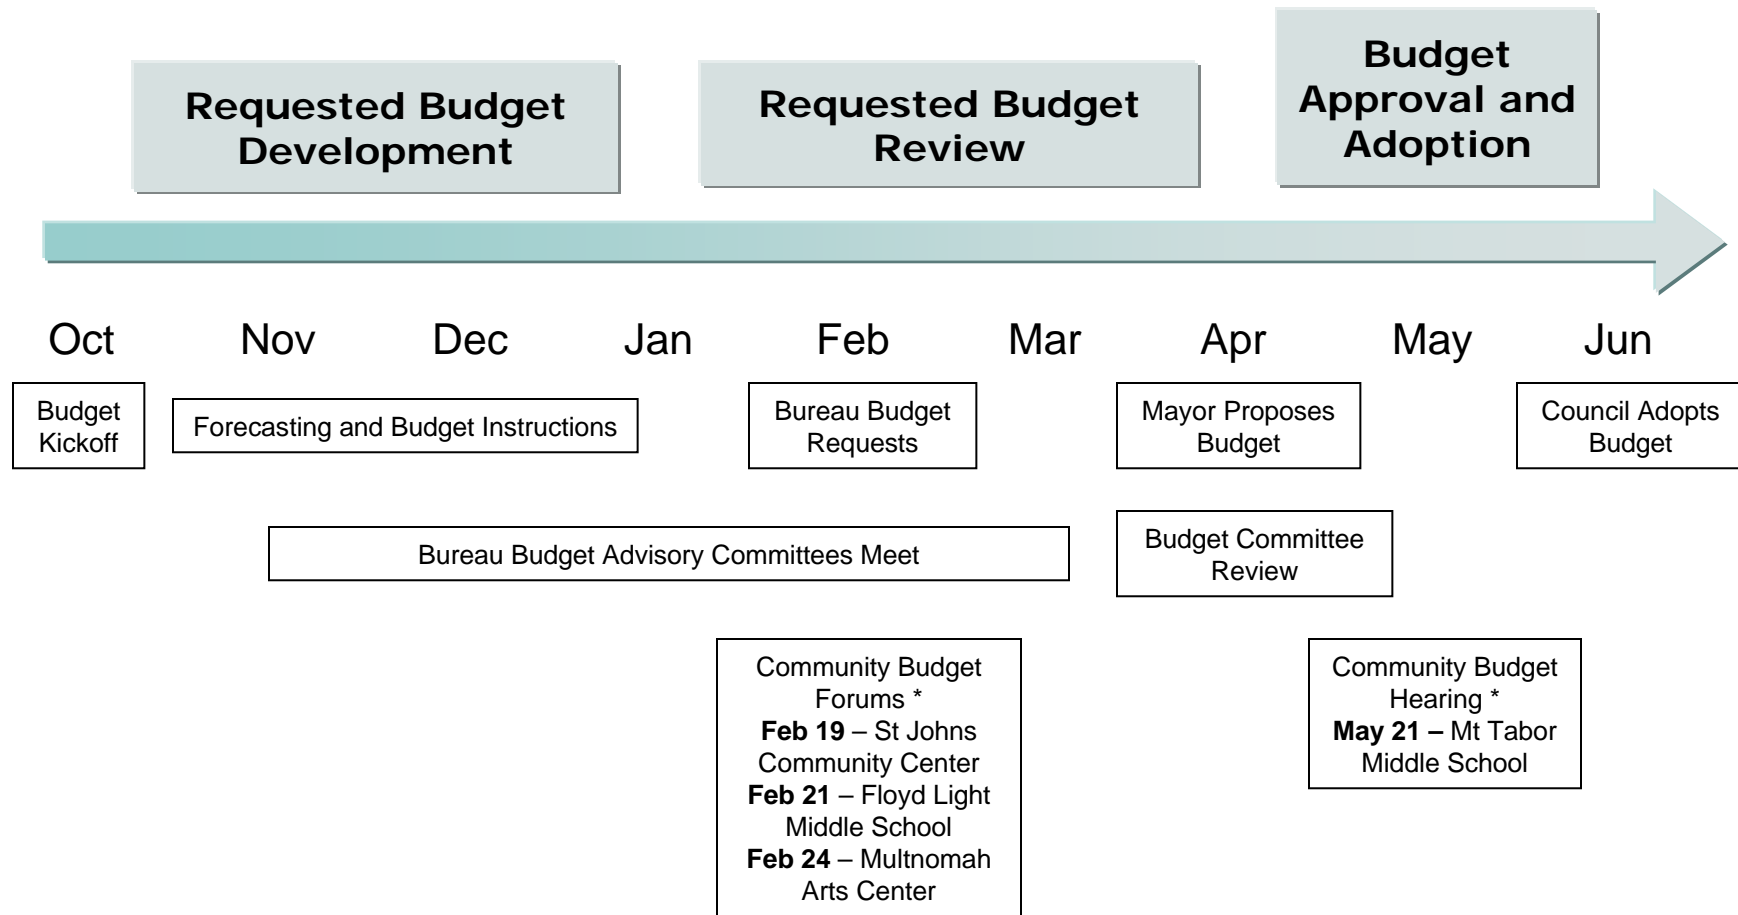 Requested Budget
Development
Requested Budget
Review
Budget
Approval and
Adoption
Oct Nov Dec Jan Feb Mar Apr May Jun
Budget
Kickoff
Forecasting and Budget Instructions
Bureau Budget
Requests
Mayor Proposes
Budget
Council Adopts
Budget
Bureau Budget Advisory Committees Meet
Budget Committee
Review
Community Budget
Forums *
Feb 19 – St Johns
Community Center
Feb 21 – Floyd Light
Middle School
Feb 24 – Multnomah
Arts Center
Community Budget
Hearing *
May 21 – Mt Tabor
Middle School